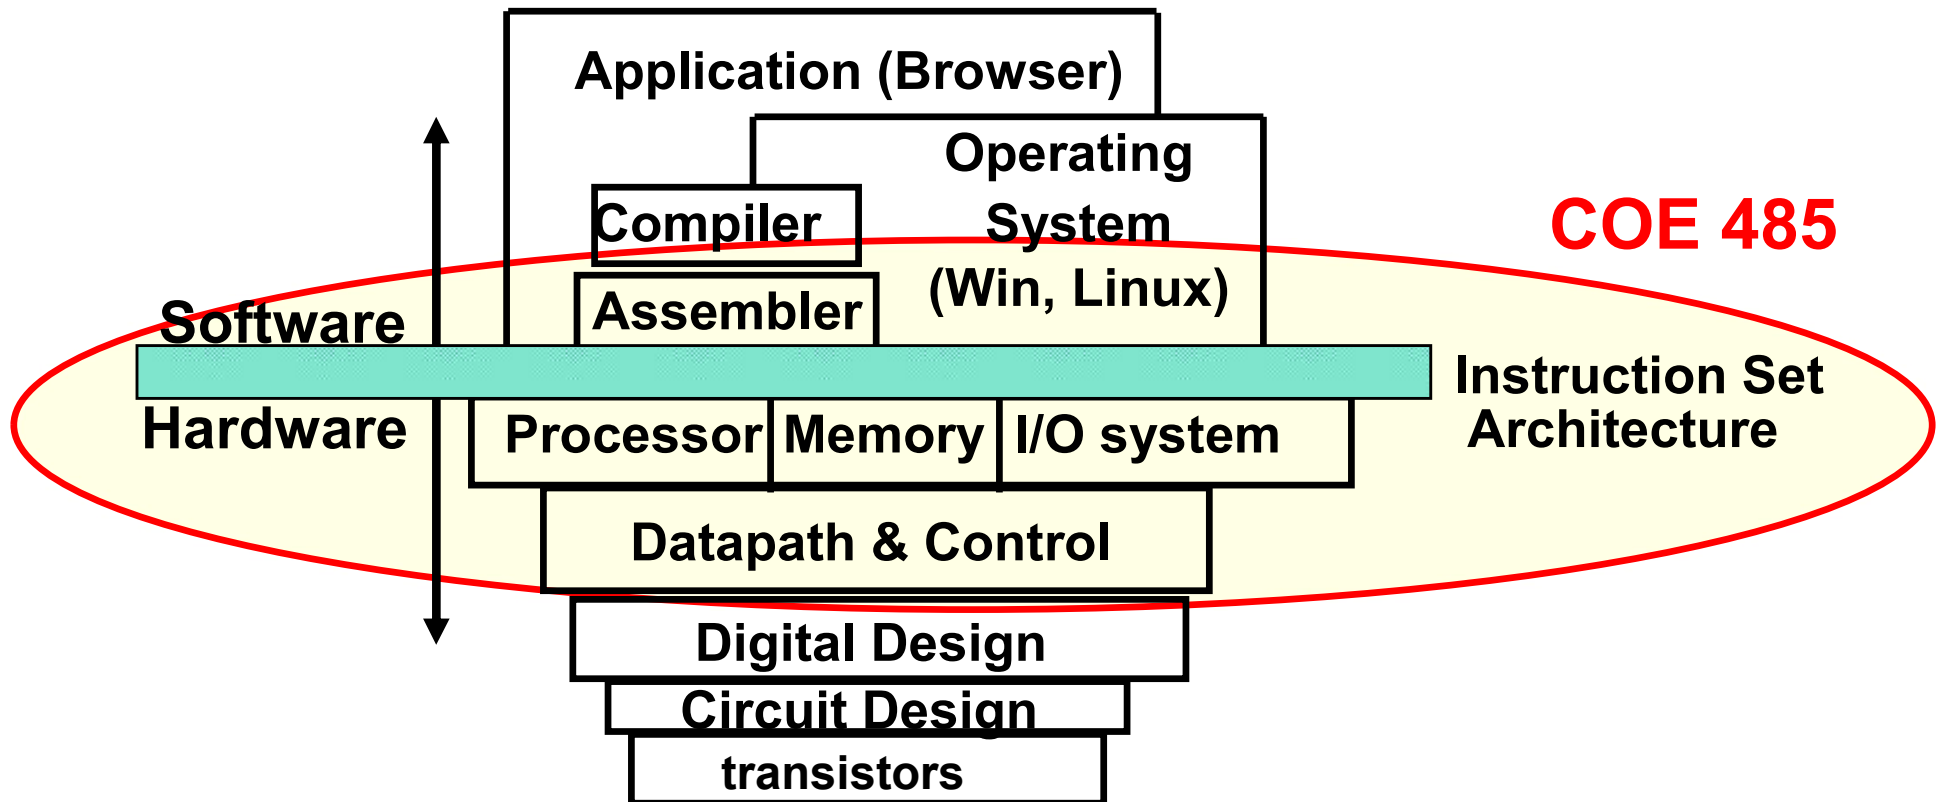 Application (Browser)
Operating
System
(Win, Linux)
COE 485
Compiler
Assembler
Software
Instruction Set
Architecture
Hardware
Processor
Memory
I/O system
Datapath & Control
Digital Design
Circuit Design
transistors